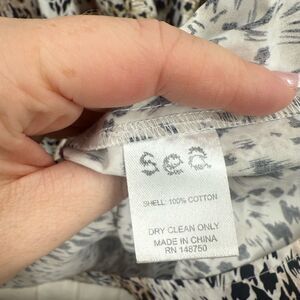 sea
SHELL: 100% COTTON
DRY CLEAN ONLY
MADE IN CHINA
RN 148750